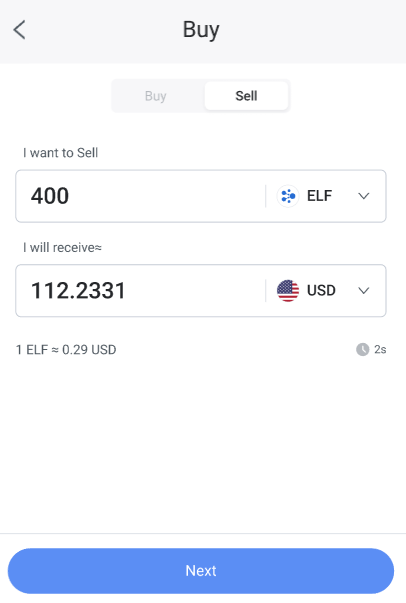 Buy
Buy Sell
I want to Sell
400 ELF
I will receive≈
112.2331 USD
1 ELF ≈ 0.29 USD 2s
Next